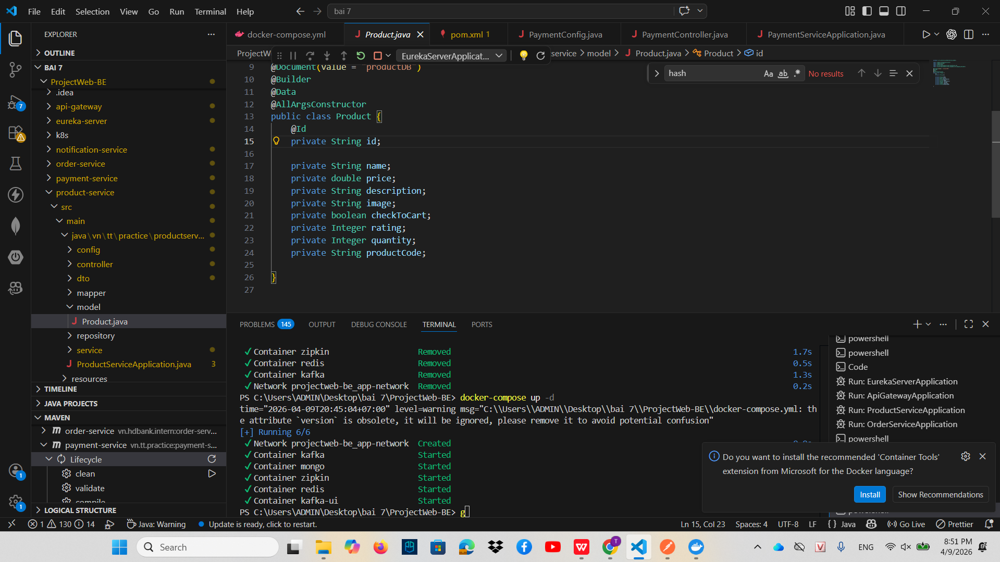 File Edit Selection View Go Run Terminal Help
bai 7
EXPLORER
OUTLINE
BAI 7
ProjectWeb-BE
.idea
api-gateway
eureka-server
k8s
notification-service
order-service
payment-service
product-service
src
main
java\vn\tt\practice\productserv...
config
controller
dto
mapper
model
Product.java
repository
service
ProductServiceApplication.java 3
resources
TIMELINE
JAVA PROJECTS
MAVEN
order-service vn.hdbank.intern:order-serv...
payment-service vn.tt.practice:payment-s...
Lifecycle
clean
validate
compile
LOGICAL STRUCTURE
7
1
1
docker-compose.yml
Product.java
pom.xml 1
PaymentConfig.java
PaymentController.java
PaymentServiceApplication.java
ProjectW
EurekaServerApplicat...
service > model > Product.java > Product > id
hash
Aa ab .*
No results
9 @Document(value = "productDB")
10 @Builder
11 @Data
12 @AllArgsConstructor
13 public class Product {
14 @Id
15 private String id;
16
17 private String name;
18 private double price;
19 private String description;
20 private String image;
21 private boolean checkToCart;
22 private Integer rating;
23 private Integer quantity;
24 private String productCode;
25
26 }
27
PROBLEMS 145 OUTPUT DEBUG CONSOLE TERMINAL PORTS
✓ Container zipkin Removed 1.7s
✓ Container redis Removed 0.5s
✓ Container kafka Removed 1.3s
✓ Network projectweb-be_app-network Removed 0.2s
PS C:\Users\ADMIN\Desktop\bai 7\ProjectWeb-BE> docker-compose up -d
time="2026-04-09T20:45:04+07:00" level=warning msg="C:\\Users\\ADMIN\\Desktop\\bai 7\\ProjectWeb-BE\\docker-compose.yml: th
e attribute `version` is obsolete, it will be ignored, please remove it to avoid potential confusion"
[+] Running 6/6
✓ Network projectweb-be_app-network Created
✓ Container kafka Started
✓ Container mongo Started
✓ Container zipkin Started
✓ Container redis Started
✓ Container kafka-ui Started
PS C:\Users\ADMIN\Desktop\bai 7\ProjectWeb-BE> g
powershell
powershell
Code
Run: EurekaServerApplication
Run: ApiGatewayApplication
Run: ProductServiceApplication
Run: OrderServiceApplication
powershell
Do you want to install the recommended 'Container Tools'
extension from Microsoft for the Docker language?
Install
Show Recommendations
1 130 14 Java: Warning Update is ready, click to restart.
Ln 15, Col 23 Spaces: 4 UTF-8 LF { } Java Go Live Prettier
Search
T
ENG
8:51 PM
4/9/2026